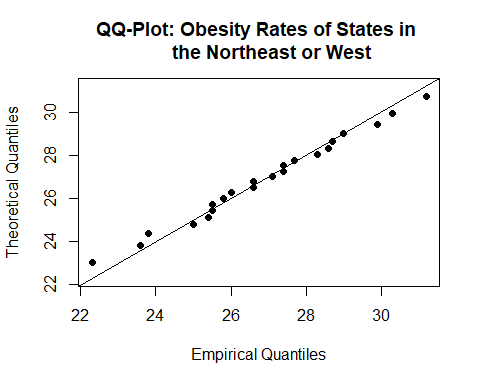 QQ-Plot: Obesity Rates of States in
the Northeast or West
Theoretical Quantiles
30
28
26
24
22
22 24 26 28 30
Empirical Quantiles